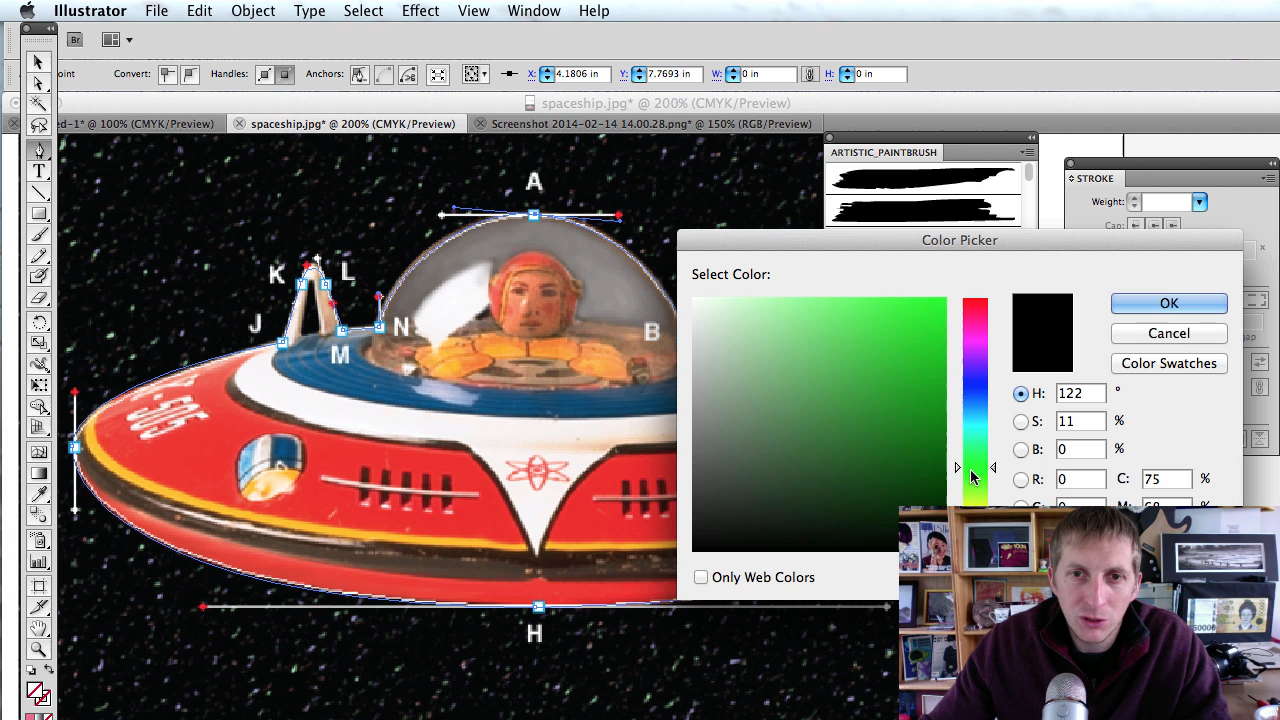 Illustrator File Edit Object Type Select Effect View Window Help
Br
oint Convert: Handles: Anchors: X: 4.1806 in Y: 7.7693 in W: 0 in H: 0 in
spaceship.jpg* @ 200% (CMYK/Preview)
ed-1* @ 100% (CMYK/Preview) spaceship.jpg* @ 200% (CMYK/Preview) Screenshot 2014-02-14 14.00.28.png* @ 150% (RGB/Preview)
ARTISTIC_PAINTBRUSH
STROKE
Weight:
Cap:
A
K L
J N B
M
H
Color Picker
Select Color:
OK
Cancel
Color Swatches
H: 122 °
S: 11 %
B: 0 %
R: 0 C: 75 %
Only Web Colors